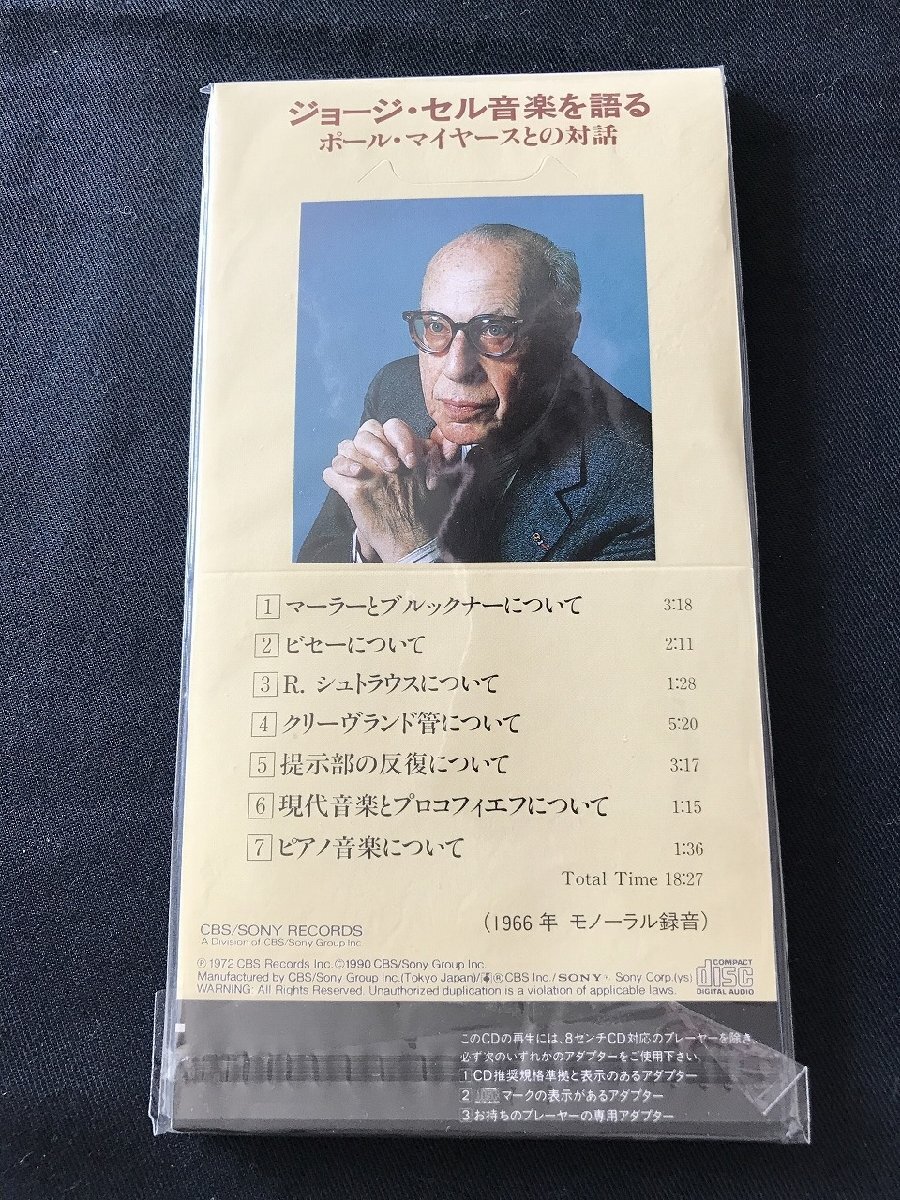 ジョージ・セル音楽を語る
ポール・マイヤースとの対話
1 マーラーとブルックナーについて 3:18
2 ビセーについて 2:11
3 R. シュトラウスについて 1:28
4 クリーヴランド管について 5:20
5 提示部の反復について 3:17
6 現代音楽とプロコフィエフについて 1:15
7 ピアノ音楽について 1:36
Total Time 18:27
(1966年 モノーラル録音)
CBS/SONY RECORDS
A Division of CBS/Sony Group Inc.
Ⓟ1972 CBS Records Inc. ©1990 CBS/Sony Group Inc.
Manufactured by CBS/Sony Group Inc.(Tokyo Japan)/®CBS Inc./SONY® Sony Corp.(ys)
WARNING: All Rights Reserved. Unauthorized duplication is a violation of applicable laws.
COMPACT
disc
DIGITAL AUDIO
このCDの再生には、8センチCD対応のプレーヤーを除き
必ず次のいずれかのアダプターをご使用下さい。
1 CD推奨規格準拠と表示のあるアダプター
2 マークの表示があるアダプター
3 お持ちのプレーヤーの専用アダプター